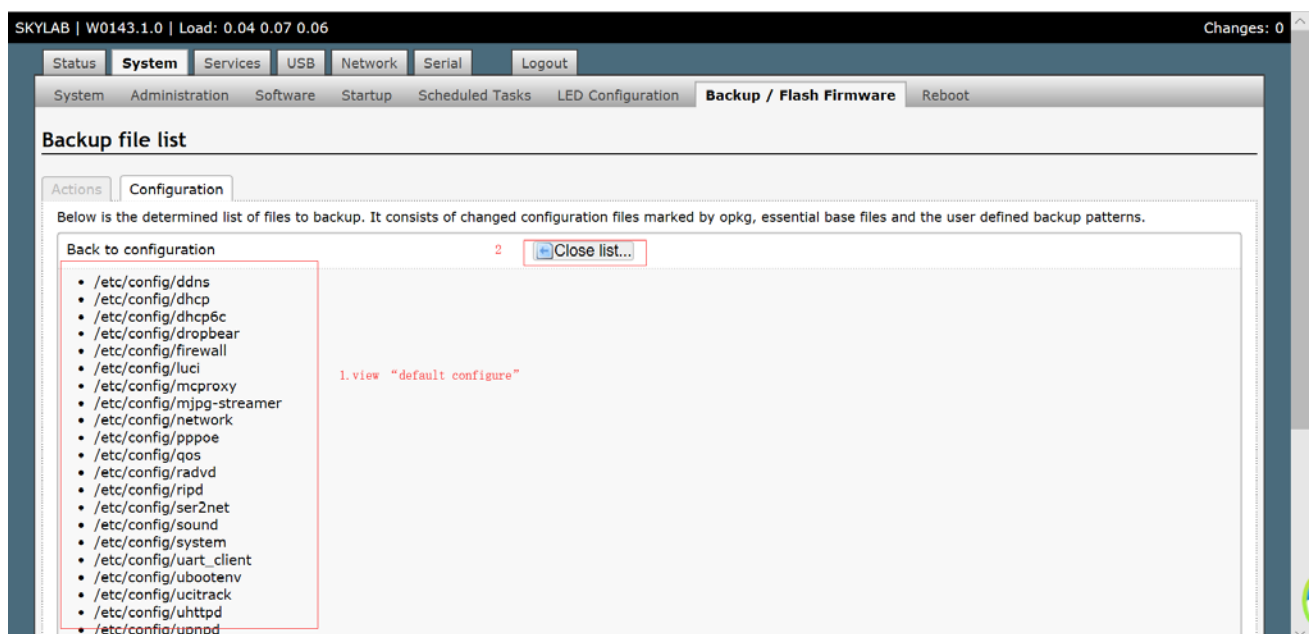 SKYLAB | W0143.1.0 | Load: 0.04 0.07 0.06 Changes: 0
Status System Services USB Network Serial Logout
System Administration Software Startup Scheduled Tasks LED Configuration Backup / Flash Firmware Reboot
Backup file list
Actions Configuration
Below is the determined list of files to backup. It consists of changed configuration files marked by opkg, essential base files and the user defined backup patterns.
Back to configuration 2 Close list...
• /etc/config/ddns
• /etc/config/dhcp
• /etc/config/dhcp6c
• /etc/config/dropbear
• /etc/config/firewall
• /etc/config/luci
1.view “default configure”
• /etc/config/mcproxy
• /etc/config/mjpg-streamer
• /etc/config/network
• /etc/config/pppoe
• /etc/config/qos
• /etc/config/radvd
• /etc/config/ripd
• /etc/config/ser2net
• /etc/config/sound
• /etc/config/system
• /etc/config/uart_client
• /etc/config/ubootenv
• /etc/config/ucitrack
• /etc/config/uhttpd
• /etc/config/upnpd